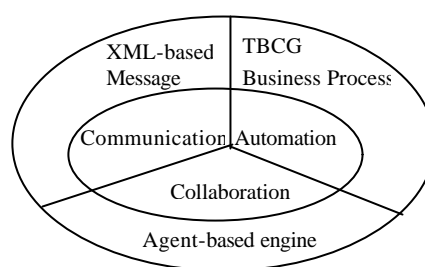 XML-based
Message
TBCG
Business Process
Communication
Automation
Collaboration
Agent-based engine